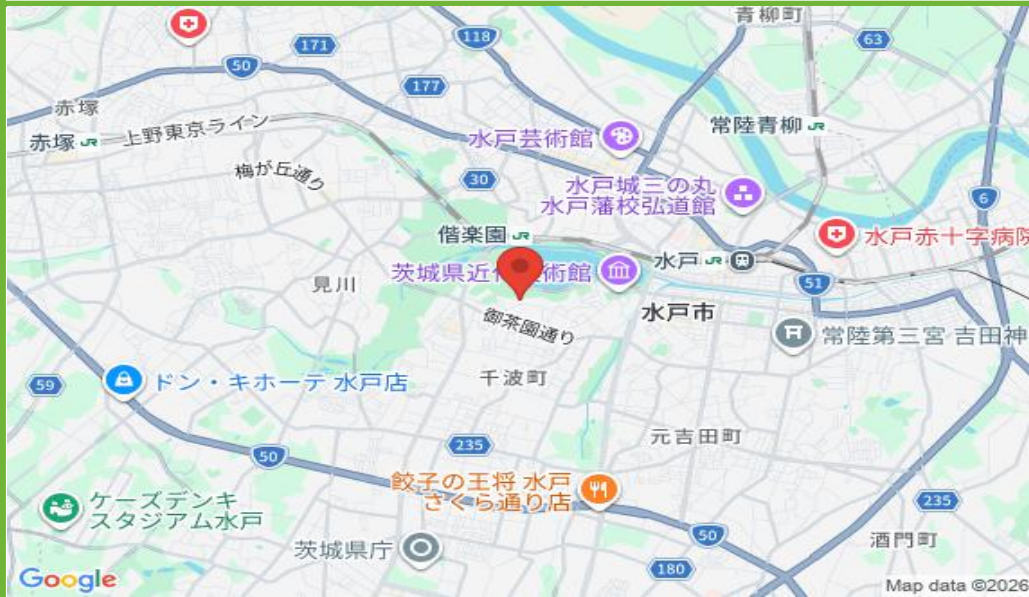 青柳町
118
63
171
50
177
赤塚
赤塚 JR
上野東京ライン
水戸芸術館
常陸青柳 JR
梅が丘通り
30
水戸城三の丸
水戸藩校弘道館
6
偕楽園 JR
水戸赤十字病院
水戸 JR
茨城県近代
術館
見川
51
水戸市
御茶園通り
常陸第三宮 吉田神
59
ドン・キホーテ 水戸店
千波町
235
元吉田町
50
餃子の王将 水戸
さくら通り店
ケーズデンキ
スタジアム水戸
235
50
酒門町
茨城県庁
180
Google
Map data ©2026